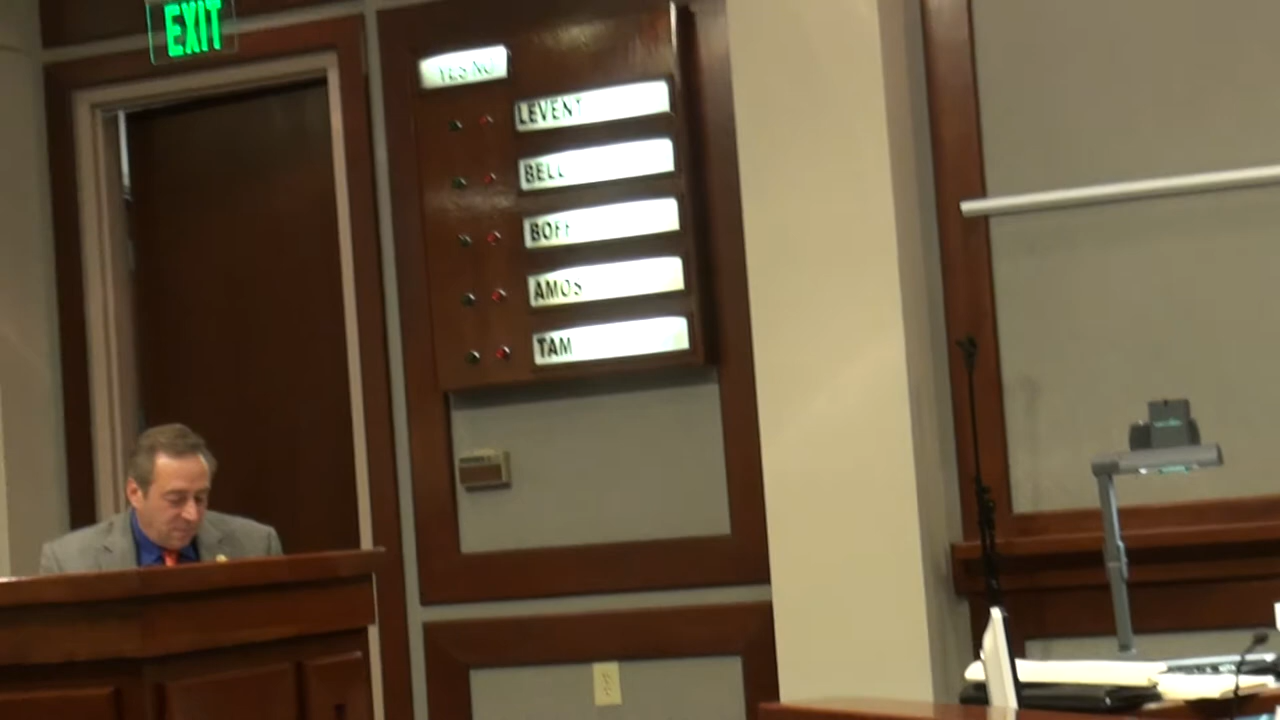 EXIT
YES NO
LEVENT
BELL
BOFF
AMOS
TAM